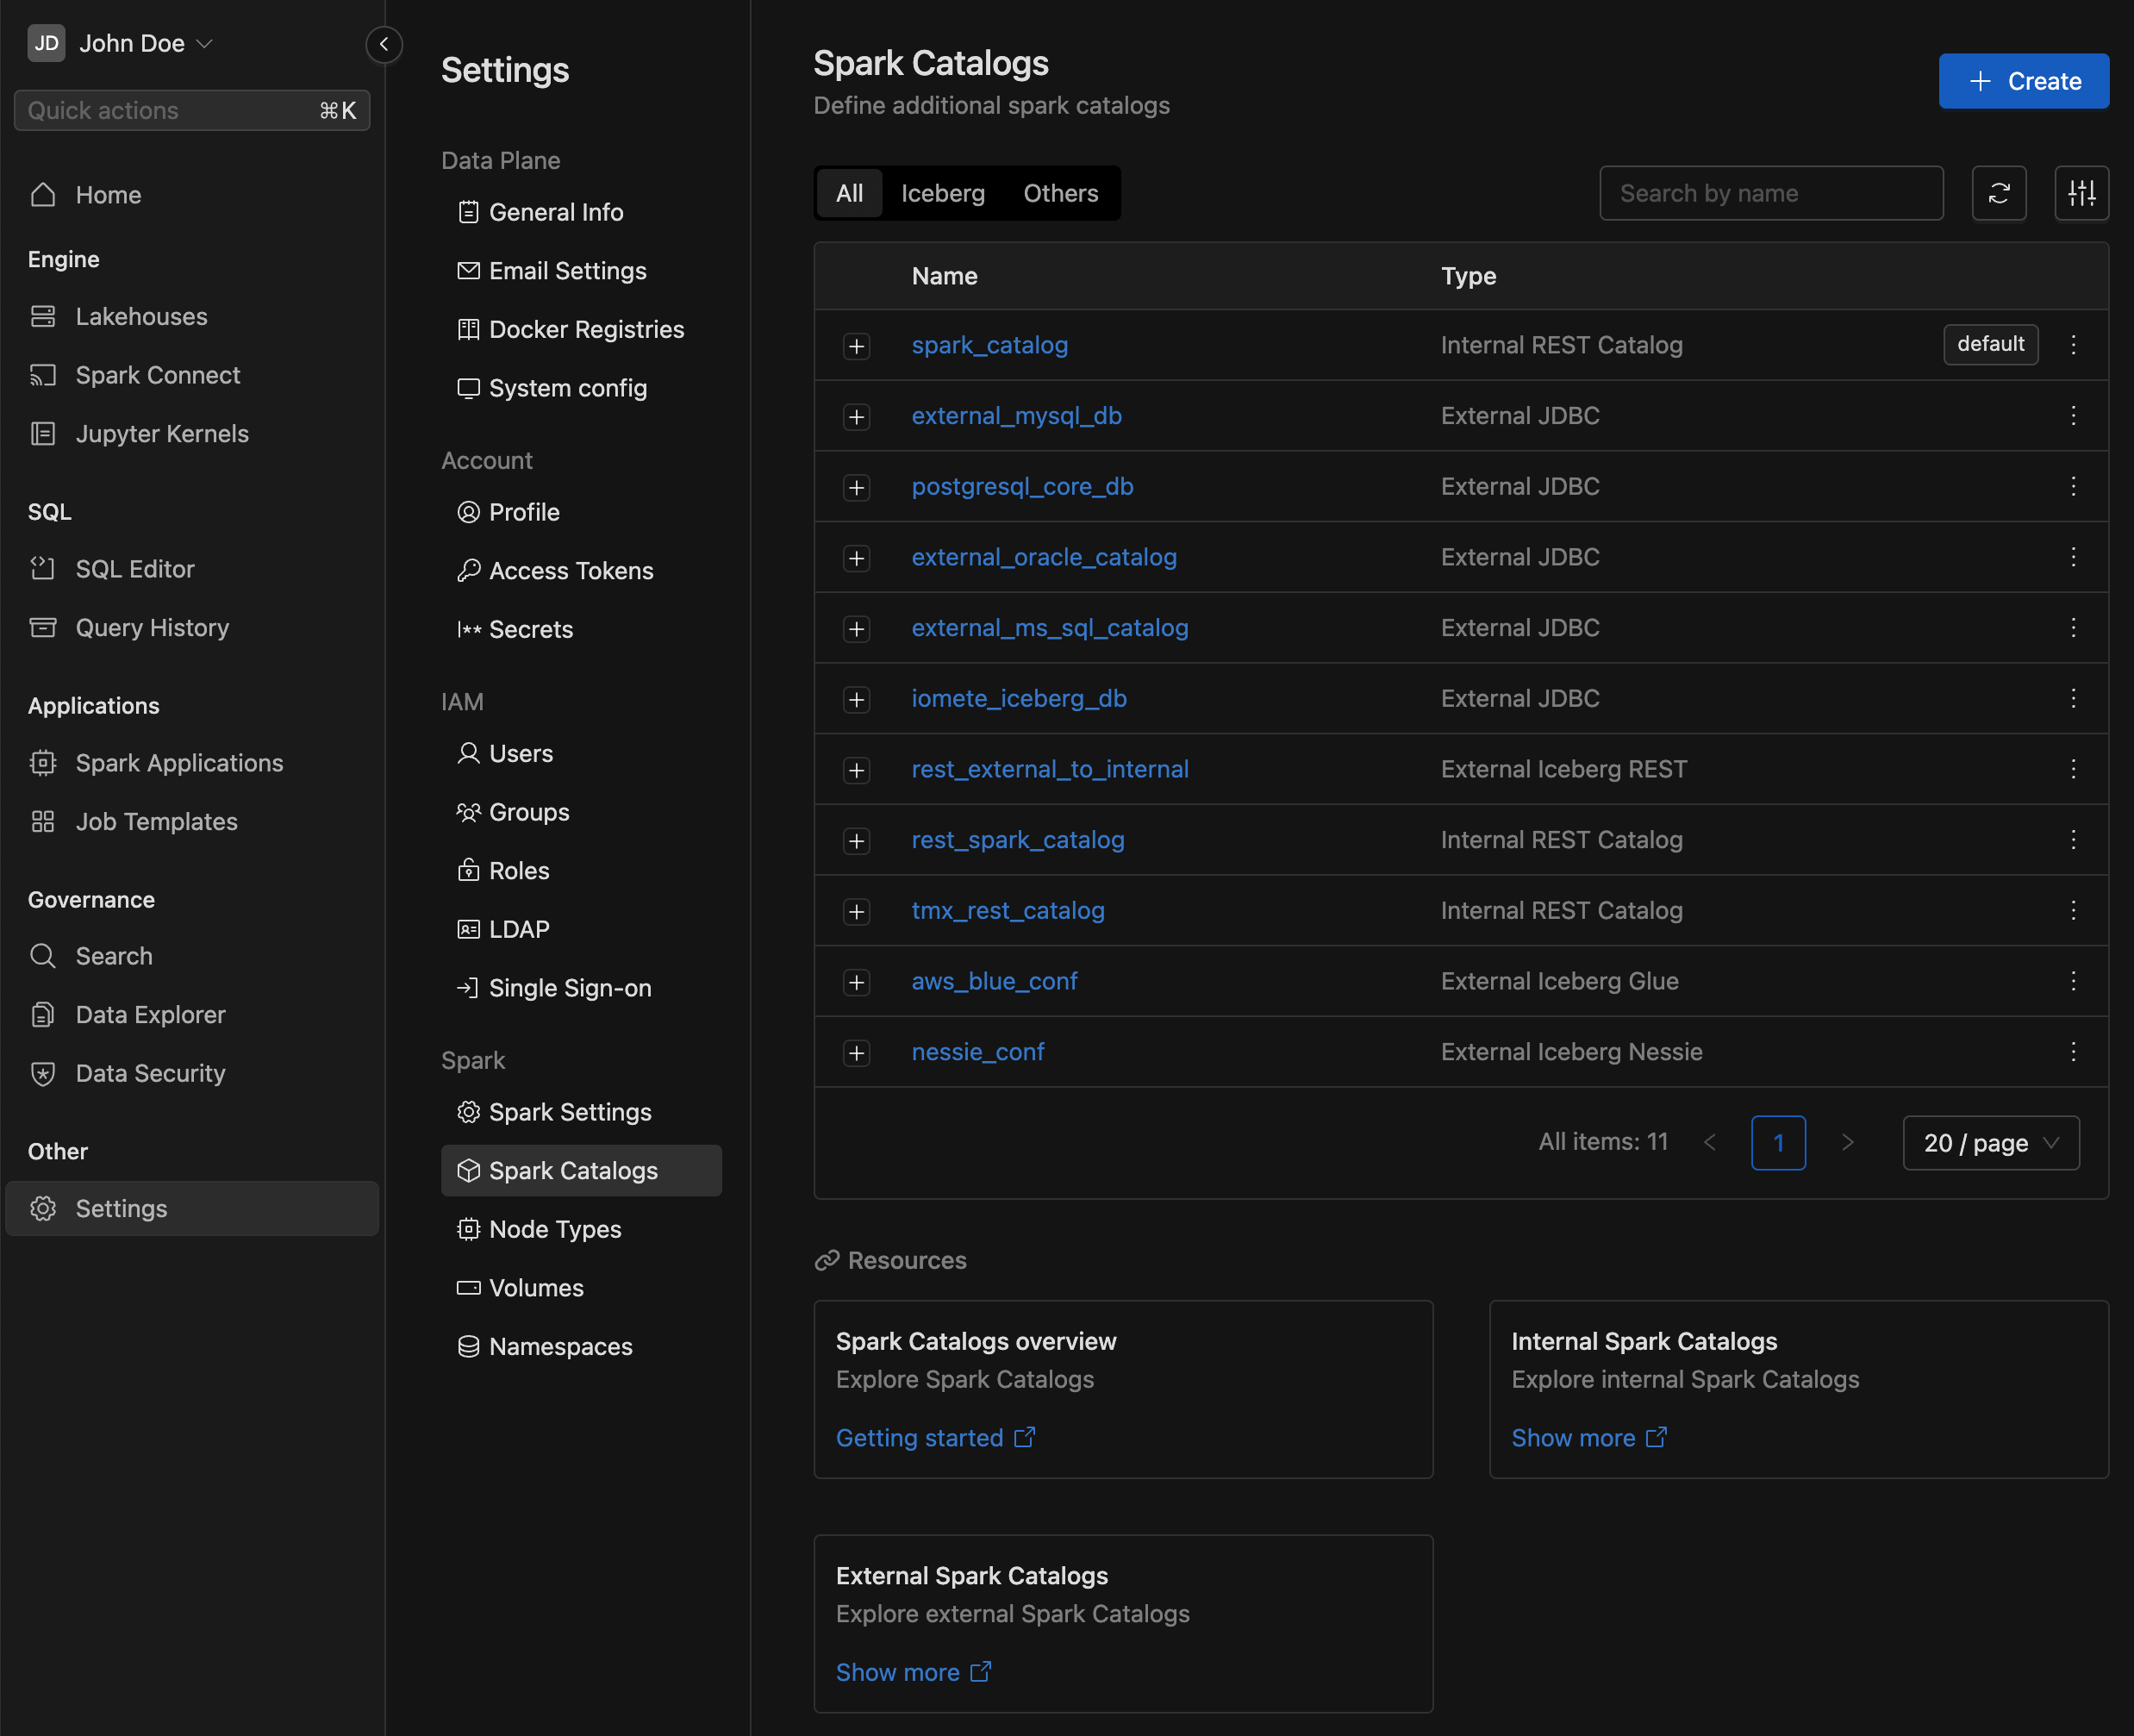 JD John Doe
Quick actions ⌘K
Home
Engine
Lakehouses
Spark Connect
Jupyter Kernels
SQL
SQL Editor
Query History
Applications
Spark Applications
Job Templates
Governance
Search
Data Explorer
Data Security
Other
Settings
Settings
Data Plane
General Info
Email Settings
Docker Registries
System config
Account
Profile
Access Tokens
Secrets
IAM
Users
Groups
Roles
LDAP
Single Sign-on
Spark
Spark Settings
Spark Catalogs
Node Types
Volumes
Namespaces
Spark Catalogs
Define additional spark catalogs
Create
All Iceberg Others
Search by name
Name Type
spark_catalog Internal REST Catalog default
external_mysql_db External JDBC
postgresql_core_db External JDBC
external_oracle_catalog External JDBC
external_ms_sql_catalog External JDBC
iomete_iceberg_db External JDBC
rest_external_to_internal External Iceberg REST
rest_spark_catalog Internal REST Catalog
tmx_rest_catalog Internal REST Catalog
aws_blue_conf External Iceberg Glue
nessie_conf External Iceberg Nessie
All items: 11 1 20 / page
Resources
Spark Catalogs overview
Explore Spark Catalogs
Getting started
Internal Spark Catalogs
Explore internal Spark Catalogs
Show more
External Spark Catalogs
Explore external Spark Catalogs
Show more